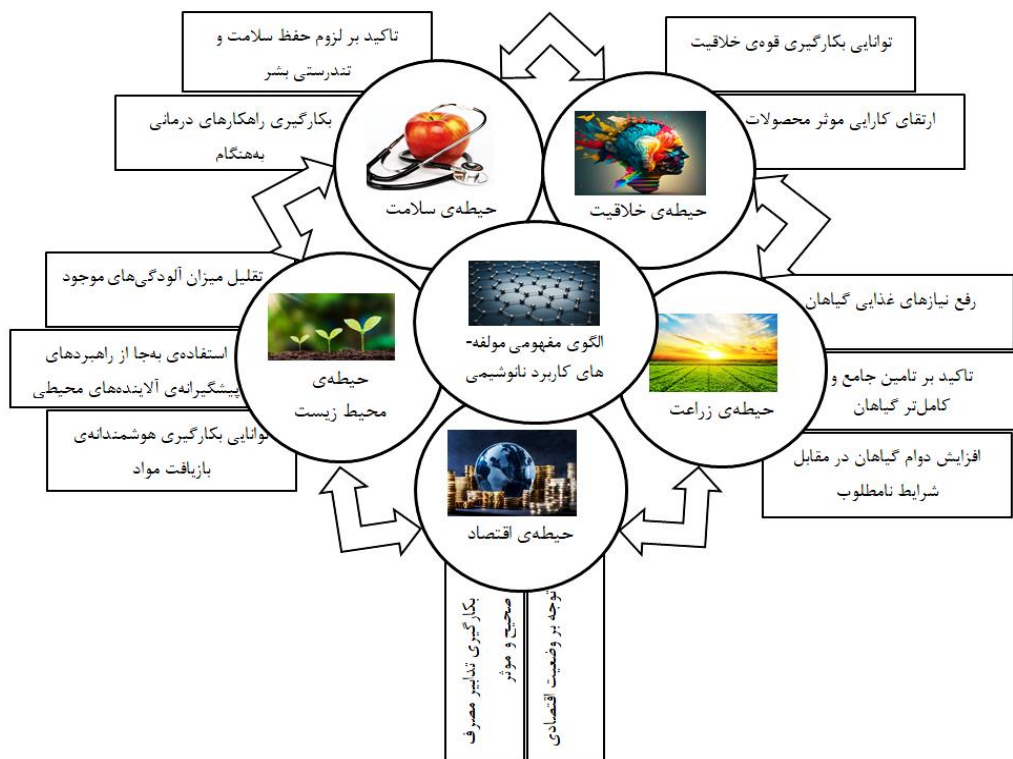 توانایی بکارگیری قوه‌ی خلاقیت
ارتقای کارایی موثر محصولات
حیطه‌ی خلاقیت
تاکید بر لزوم حفظ سلامت و
تندرستی بشر
بکارگیری راهکارهای درمانی
به‌هنگام
حیطه‌ی سلامت
الگوی مفهومی مولفه-
های کاربرد نانوشیمی
رفع نیازهای غذایی گیاهان
تاکید بر تامین جامع و
کامل‌تر گیاهان
افزایش دوام گیاهان در مقابل
شرایط نامطلوب
حیطه‌ی زراعت
تقلیل میزان آلودگی‌های موجود
استفاده‌ی به‌جا از راهبردهای
پیشگیرانه‌ی آلاینده‌های محیطی
توانایی بکارگیری هوشمندانه‌ی
بازیافت مواد
حیطه‌ی
محیط زیست
حیطه‌ی اقتصاد
توجه بر وضعیت اقتصادی
بکارگیری تدابیر مصرف
صحیح و موثر